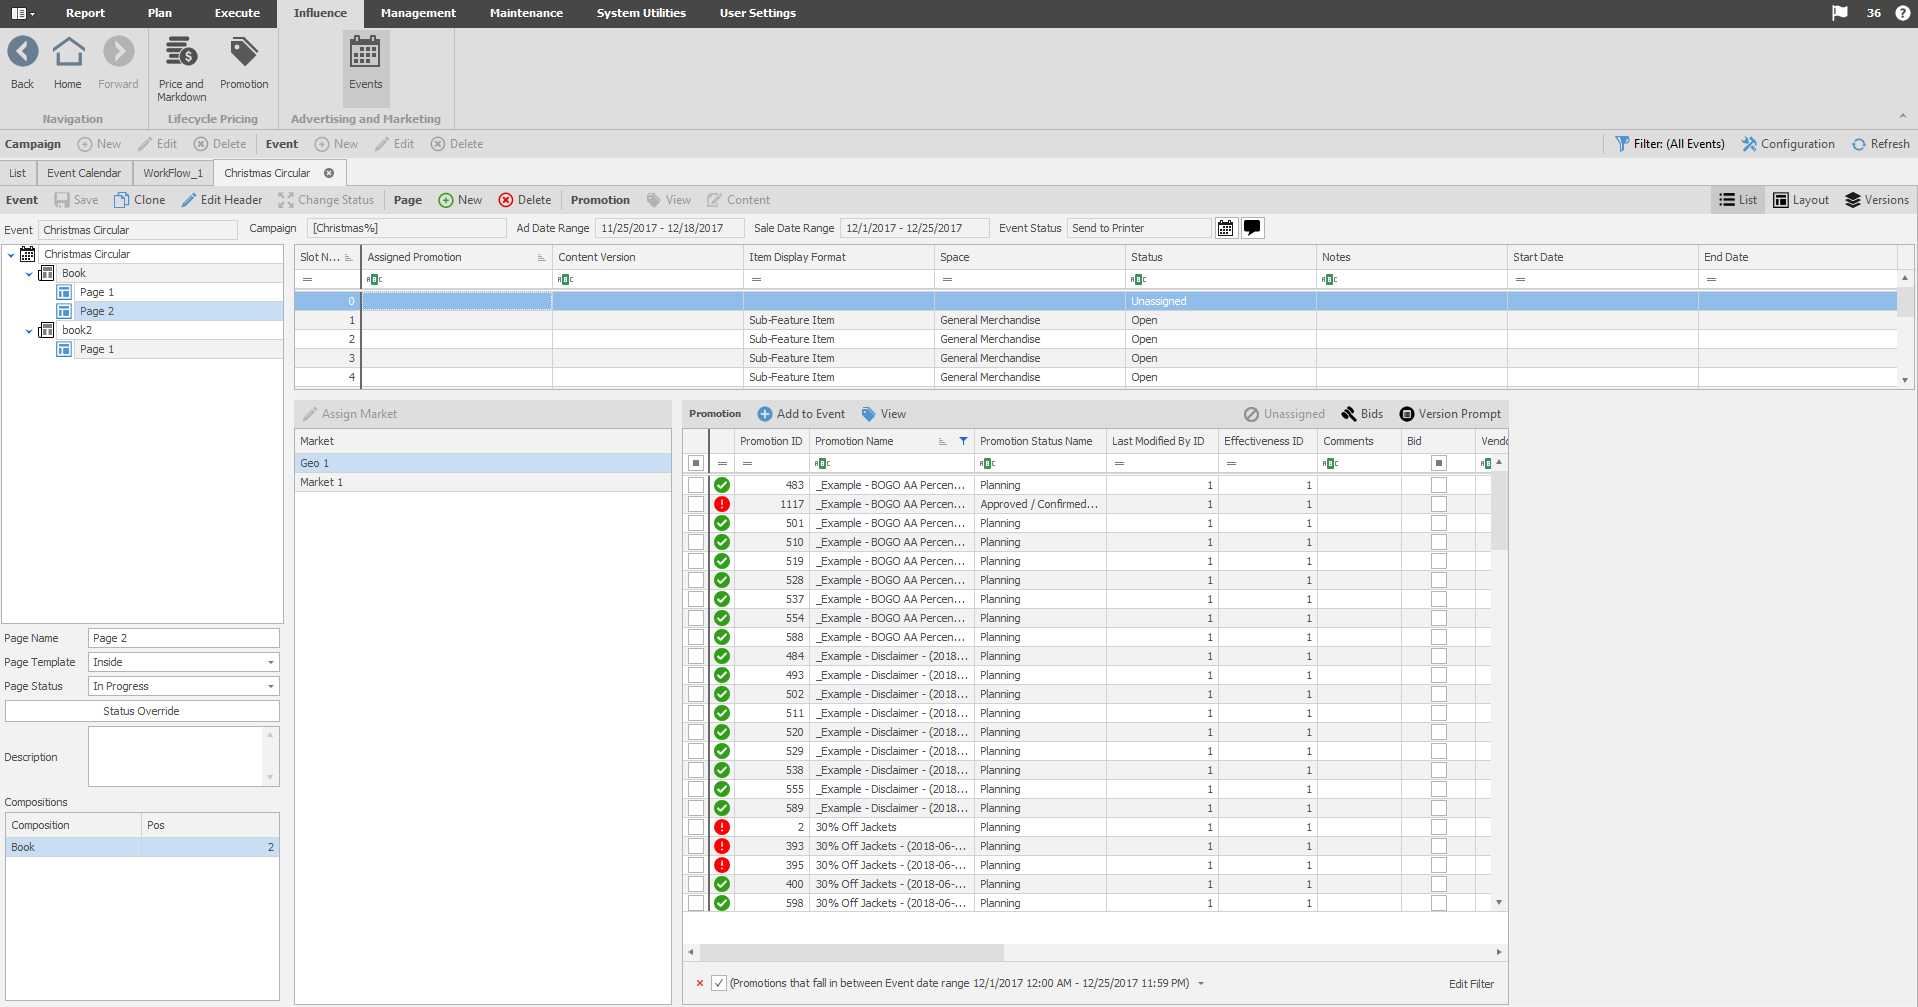 Report Plan Execute Influence Management Maintenance System Utilities User Settings 36
Back Home Forward Price and Markdown Promotion Events
Navigation Lifecycle Pricing Advertising and Marketing
Campaign New Edit Delete Event New Edit Delete Filter: (All Events) Configuration Refresh
List Event Calendar WorkFlow_1 Christmas Circular
Event Save Clone Edit Header Change Status Page New Delete Promotion View Content List Layout Versions
Event Christmas Circular Campaign [Christmas%] Ad Date Range 11/25/2017 - 12/18/2017 Sale Date Range 12/1/2017 - 12/25/2017 Event Status Send to Printer
Christmas Circular
Book
Page 1
Page 2
book2
Page 1
Slot N... Assigned Promotion Content Version Item Display Format Space Status Notes Start Date End Date
= ABC ABC = = ABC ABC = =
0 Unassigned
1 Sub-Feature Item General Merchandise Open
2 Sub-Feature Item General Merchandise Open
3 Sub-Feature Item General Merchandise Open
4 Sub-Feature Item General Merchandise Open
Page Name Page 2
Page Template Inside
Page Status In Progress
Status Override
Description
Compositions
Composition Pos
Book 2
Assign Market
Market
Geo 1
Market 1
Promotion Add to Event View Unassigned Bids Version Prompt
Promotion ID Promotion Name Promotion Status Name Last Modified By ID Effectiveness ID Comments Bid Vendo
= = ABC ABC = = ABC ABC
483 _Example - BOGO AA Percen... Planning 1 1
1117 _Example - BOGO AA Percen... Approved / Confirmed... 1 1
501 _Example - BOGO AA Percen... Planning 1 1
510 _Example - BOGO AA Percen... Planning 1 1
519 _Example - BOGO AA Percen... Planning 1 1
528 _Example - BOGO AA Percen... Planning 1 1
537 _Example - BOGO AA Percen... Planning 1 1
554 _Example - BOGO AA Percen... Planning 1 1
588 _Example - BOGO AA Percen... Planning 1 1
484 _Example - Disclaimer - (2018... Planning 1 1
493 _Example - Disclaimer - (2018... Planning 1 1
502 _Example - Disclaimer - (2018... Planning 1 1
511 _Example - Disclaimer - (2018... Planning 1 1
520 _Example - Disclaimer - (2018... Planning 1 1
529 _Example - Disclaimer - (2018... Planning 1 1
538 _Example - Disclaimer - (2018... Planning 1 1
555 _Example - Disclaimer - (2018... Planning 1 1
589 _Example - Disclaimer - (2018... Planning 1 1
2 30% Off Jackets Planning 1 1
393 30% Off Jackets - (2018-06-... Planning 1 1
395 30% Off Jackets - (2018-06-... Planning 1 1
400 30% Off Jackets - (2018-06-... Planning 1 1
598 30% Off Jackets - (2018-06-... Planning 1 1
(Promotions that fall in between Event date range 12/1/2017 12:00 AM - 12/25/2017 11:59 PM) Edit Filter